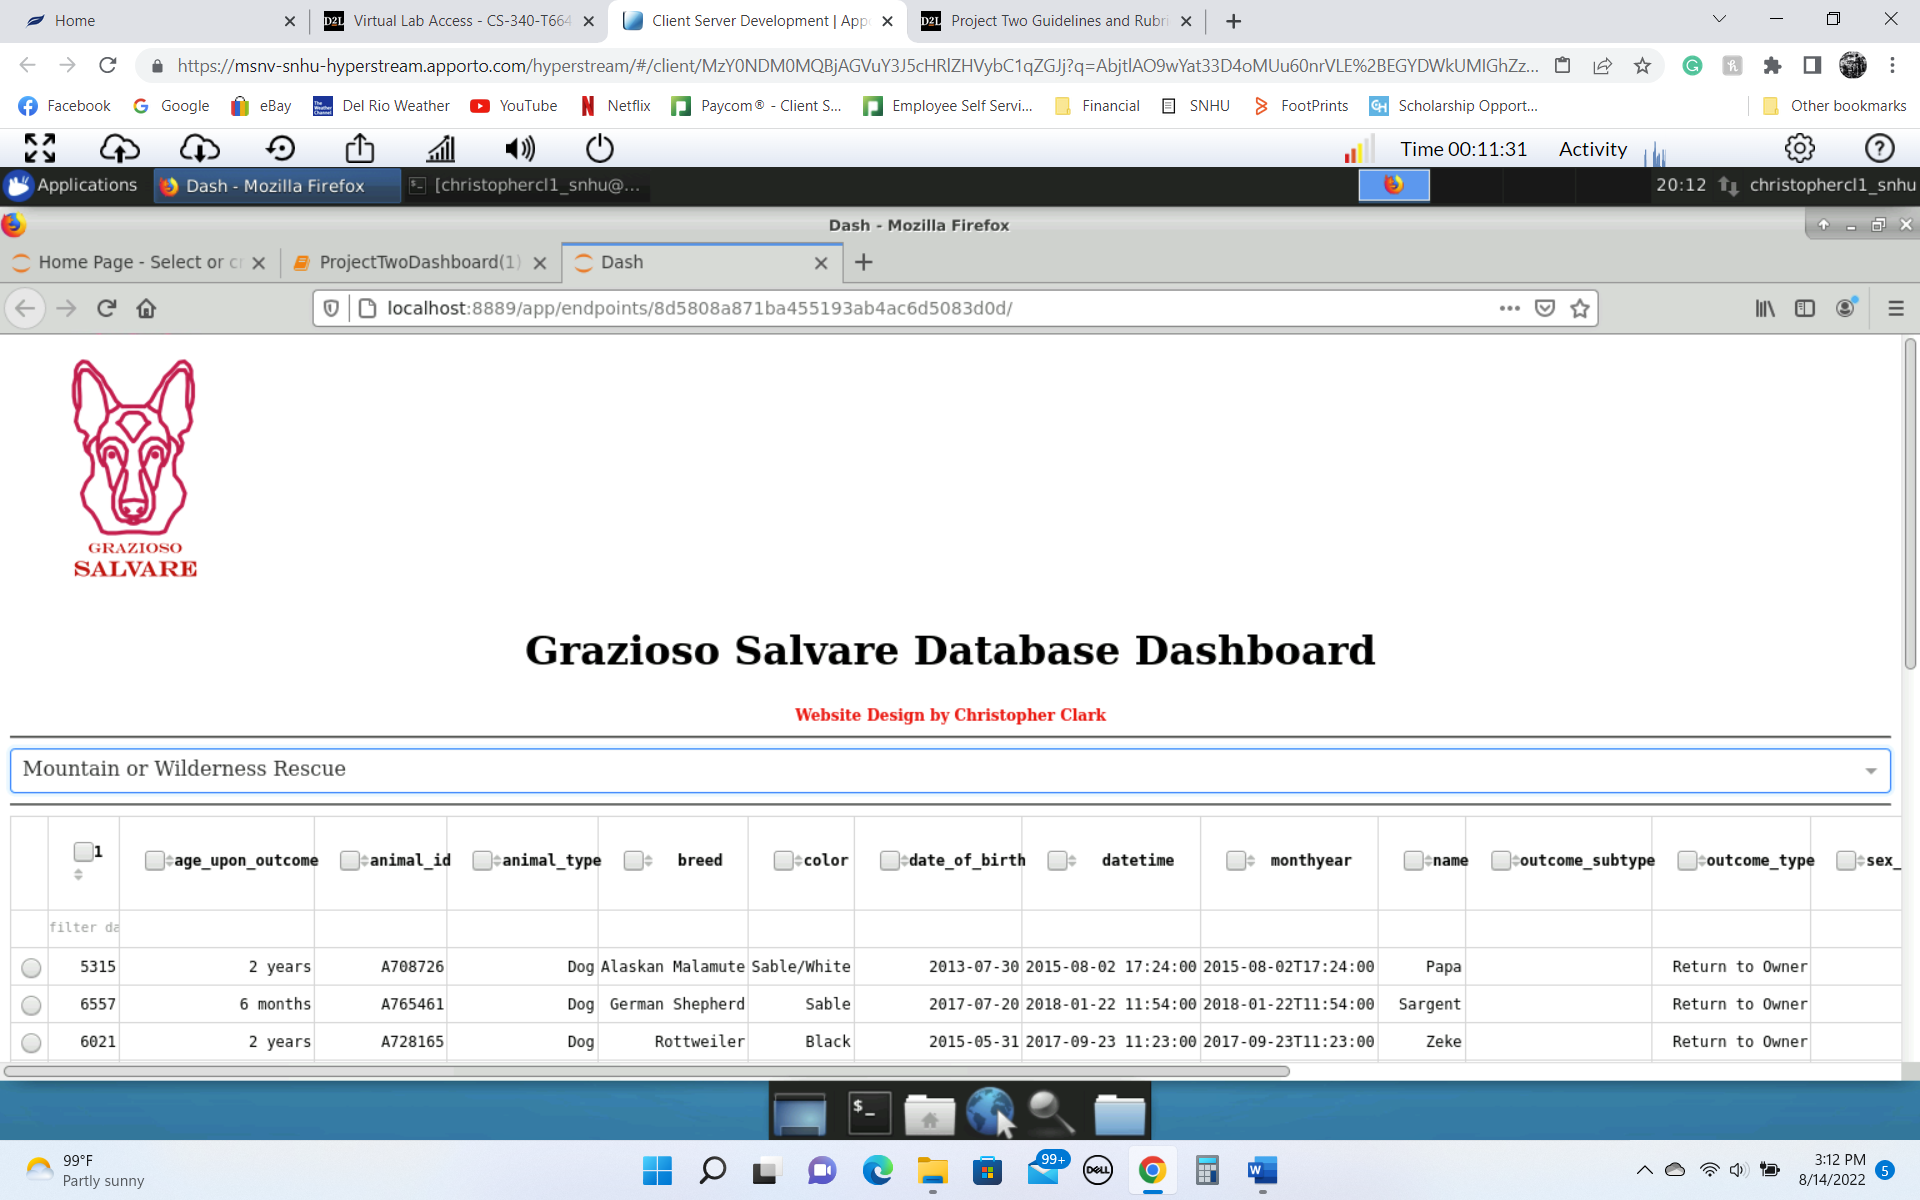 Home
D2L Virtual Lab Access - CS-340-T664
Client Server Development | Appo
D2L Project Two Guidelines and Rubri
https://msnv-snhu-hyperstream.apporto.com/hyperstream/#/client/MzY0NDM0MQBjAGVuY3J5cHRlZHVybC1qZGJj?q=AbjtlAO9wYat33D4oMUu60nrVLE%2BEGYDWkUMIGhZz...
Facebook Google eBay Del Rio Weather YouTube Netflix Paycom® - Client S... Employee Self Servi... Financial SNHU FootPrints Scholarship Opport... Other bookmarks
Time 00:11:31 Activity
Applications Dash - Mozilla Firefox [christophercl1_snhu@... 20:12 christophercl1_snhu
Dash - Mozilla Firefox
Home Page - Select or cr ProjectTwoDashboard(1) Dash
localhost:8889/app/endpoints/8d5808a871ba455193ab4ac6d5083d0d/
GRAZIOSO
SALVARE
Grazioso Salvare Database Dashboard
Website Design by Christopher Clark
Mountain or Wilderness Rescue
1 age_upon_outcome animal_id animal_type breed color date_of_birth datetime monthyear name outcome_subtype outcome_type sex_
filter da
5315 2 years A708726 Dog Alaskan Malamute Sable/White 2013-07-30 2015-08-02 17:24:00 2015-08-02T17:24:00 Papa Return to Owner
6557 6 months A765461 Dog German Shepherd Sable 2017-07-20 2018-01-22 11:54:00 2018-01-22T11:54:00 Sargent Return to Owner
6021 2 years A728165 Dog Rottweiler Black 2015-05-31 2017-09-23 11:23:00 2017-09-23T11:23:00 Zeke Return to Owner
$_
99°F
Partly sunny
99+
DELL
W
3:12 PM
8/14/2022
5